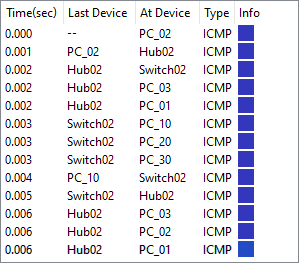 Time(sec) Last Device At Device Type Info
0.000 -- PC_02 ICMP
0.001 PC_02 Hub02 ICMP
0.002 Hub02 Switch02 ICMP
0.002 Hub02 PC_03 ICMP
0.002 Hub02 PC_01 ICMP
0.003 Switch02 PC_10 ICMP
0.003 Switch02 PC_20 ICMP
0.003 Switch02 PC_30 ICMP
0.004 PC_10 Switch02 ICMP
0.005 Switch02 Hub02 ICMP
0.006 Hub02 PC_03 ICMP
0.006 Hub02 PC_02 ICMP
0.006 Hub02 PC_01 ICMP